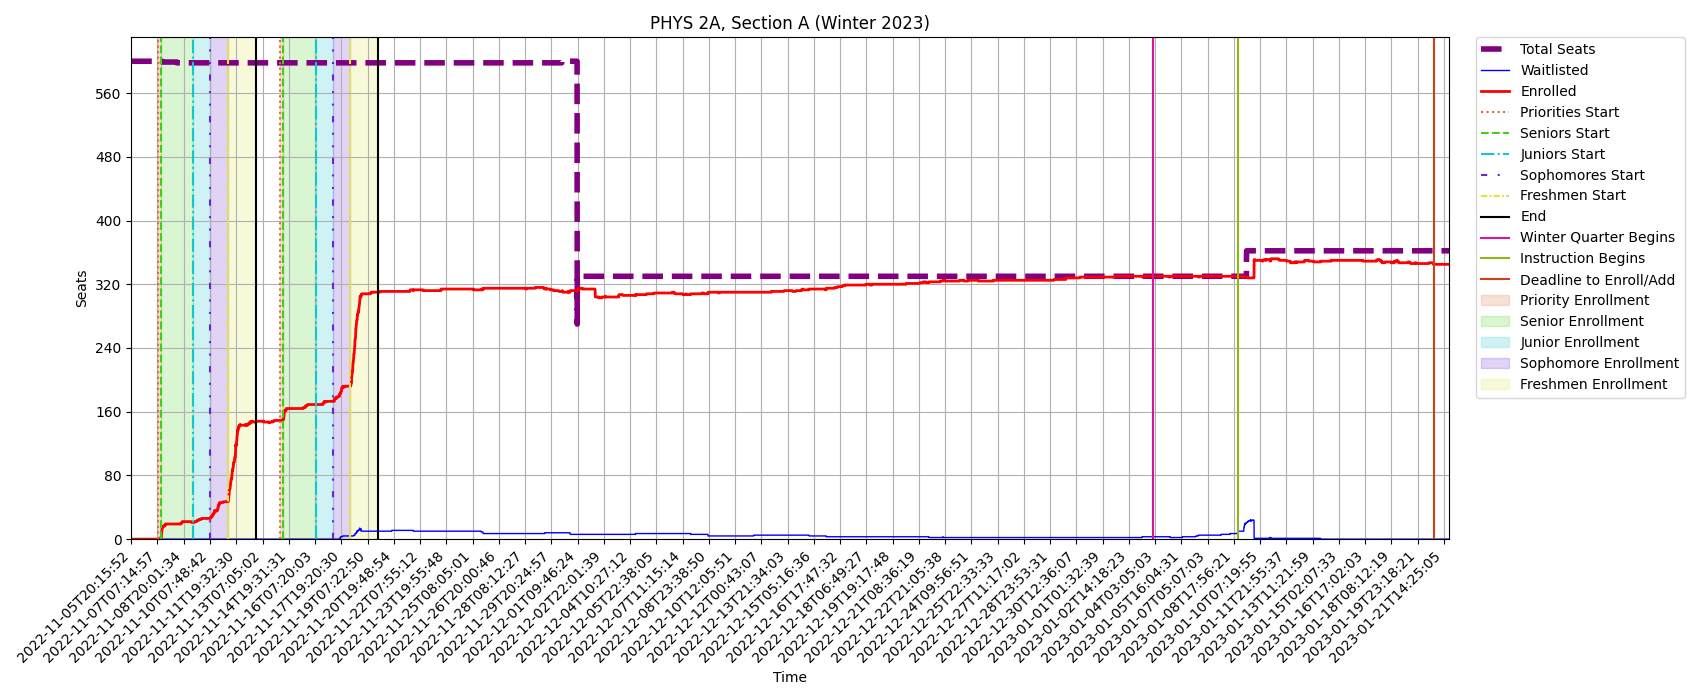 PHYS 2A, Section A (Winter 2023)
Seats
560
480
400
320
240
160
80
0
2022-11-05T20:15:52
2022-11-07T07:14:57
2022-11-08T20:01:34
2022-11-10T07:48:42
2022-11-11T19:32:30
2022-11-13T07:05:02
2022-11-14T19:31:31
2022-11-16T07:20:03
2022-11-17T19:20:30
2022-11-19T07:22:50
2022-11-20T19:48:54
2022-11-22T07:55:12
2022-11-23T19:55:48
2022-11-25T08:05:01
2022-11-26T20:00:46
2022-11-28T08:12:27
2022-11-29T20:24:57
2022-12-01T09:46:24
2022-12-02T22:01:39
2022-12-04T10:27:12
2022-12-05T22:38:05
2022-12-07T11:15:14
2022-12-08T23:38:50
2022-12-10T12:05:51
2022-12-12T00:43:07
2022-12-13T21:34:03
2022-12-15T05:16:36
2022-12-16T17:47:32
2022-12-18T06:49:27
2022-12-19T19:17:48
2022-12-21T08:36:19
2022-12-22T21:05:38
2022-12-24T09:56:51
2022-12-25T22:33:33
2022-12-27T11:17:02
2022-12-28T23:53:31
2022-12-30T12:36:07
2023-01-01T01:32:39
2023-01-02T14:18:23
2023-01-04T03:05:03
2023-01-05T16:04:31
2023-01-07T05:07:03
2023-01-08T17:56:21
2023-01-10T07:19:55
2023-01-11T21:55:37
2023-01-13T11:21:59
2023-01-15T02:07:33
2023-01-16T17:02:03
2023-01-18T08:12:19
2023-01-19T23:18:21
2023-01-21T14:25:05
Time
Total Seats
Waitlisted
Enrolled
Priorities Start
Seniors Start
Juniors Start
Sophomores Start
Freshmen Start
End
Winter Quarter Begins
Instruction Begins
Deadline to Enroll/Add
Priority Enrollment
Senior Enrollment
Junior Enrollment
Sophomore Enrollment
Freshmen Enrollment